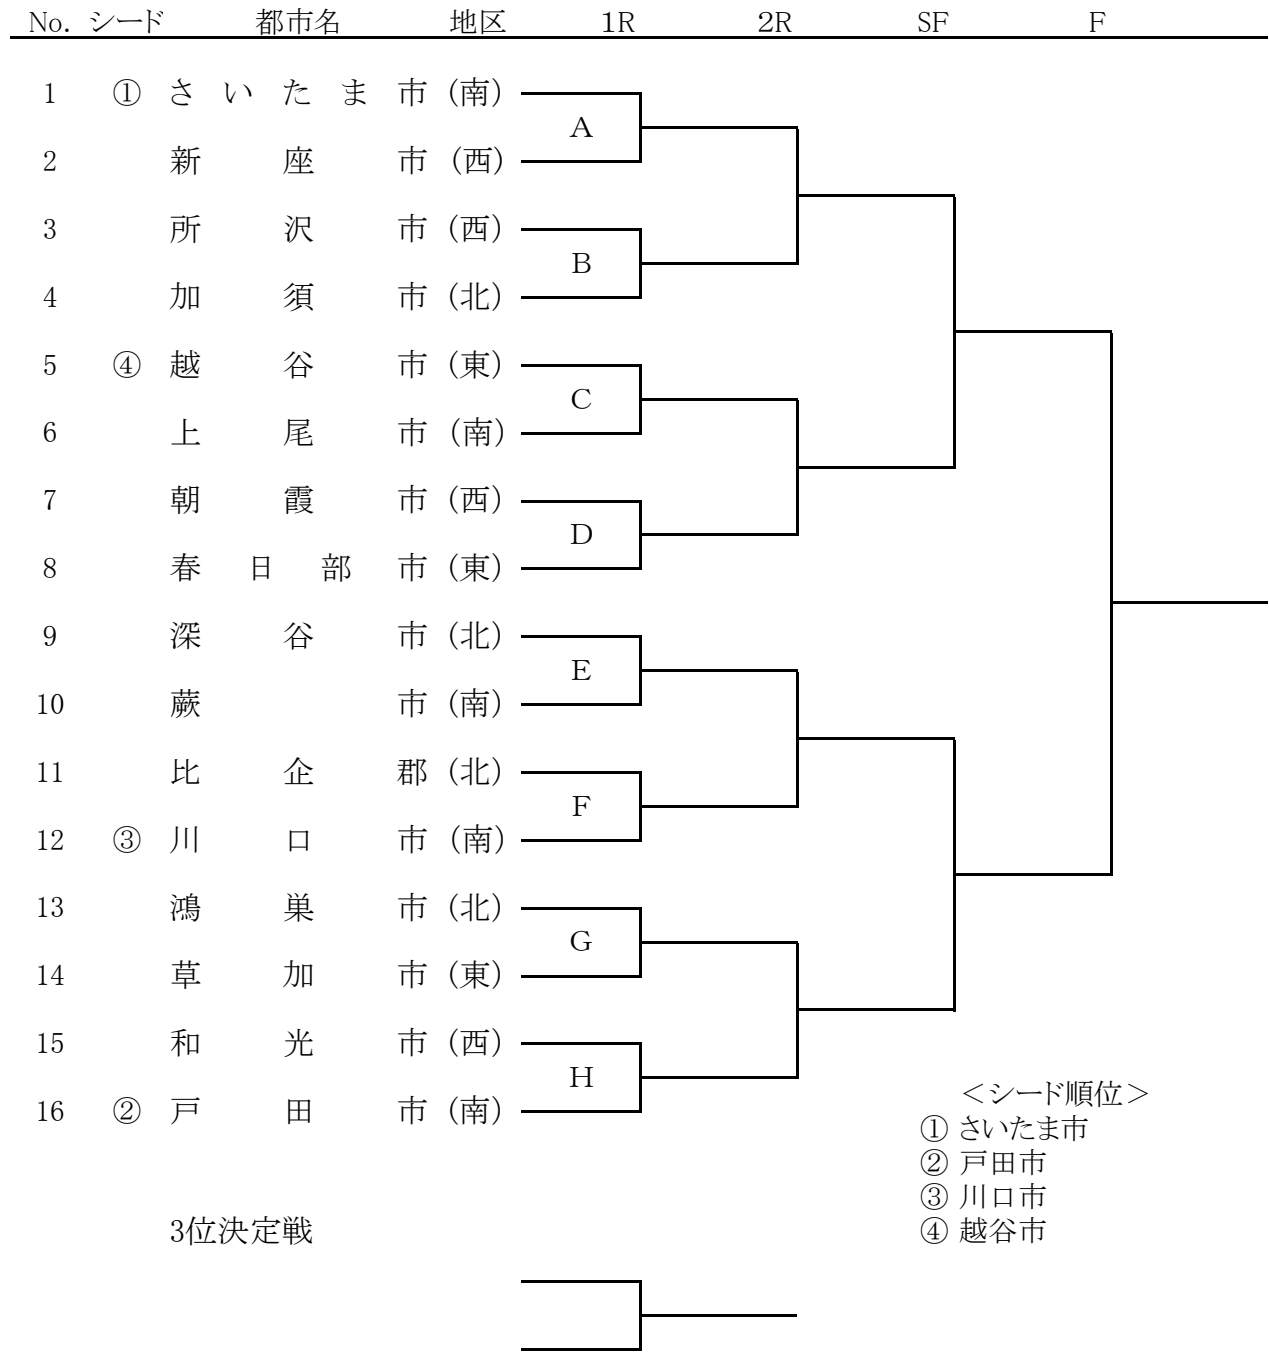 No. シード 都市名 地区 1R 2R SF F
1 ① さいたま市 (南)
A
2 新座市 (西)
3 所沢市 (西)
B
4 加須市 (北)
5 ④ 越谷市 (東)
C
6 上尾市 (南)
7 朝霞市 (西)
D
8 春日部市 (東)
9 深谷市 (北)
E
10 蕨市 (南)
11 比企郡 (北)
F
12 ③ 川口市 (南)
13 鴻巣市 (北)
G
14 草加市 (東)
15 和光市 (西)
H
16 ② 戸田市 (南)
＜シード順位＞
① さいたま市
② 戸田市
③ 川口市
④ 越谷市
3位決定戦